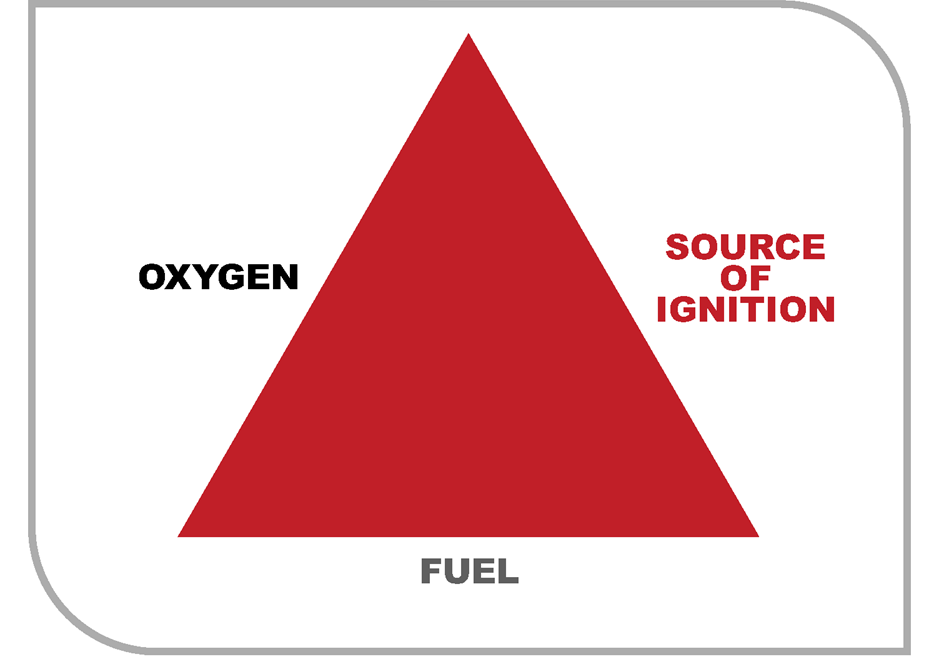 OXYGEN
SOURCE
OF
IGNITION
FUEL